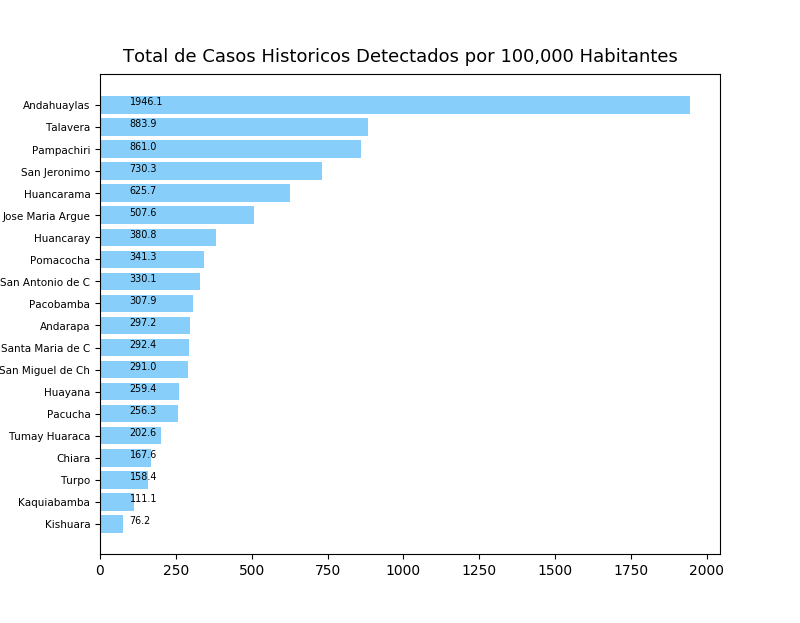 Total de Casos Historicos Detectados por 100,000 Habitantes
Andahuaylas 1946.1
Talavera 883.9
Pampachiri 861.0
San Jeronimo 730.3
Huancarama 625.7
Jose Maria Argue 507.6
Huancaray 380.8
Pomacocha 341.3
San Antonio de C 330.1
Pacobamba 307.9
Andarapa 297.2
Santa Maria de C 292.4
San Miguel de Ch 291.0
Huayana 259.4
Pacucha 256.3
Tumay Huaraca 202.6
Chiara 167.6
Turpo 158.4
Kaquiabamba 111.1
Kishuara 76.2
0 250 500 750 1000 1250 1500 1750 2000